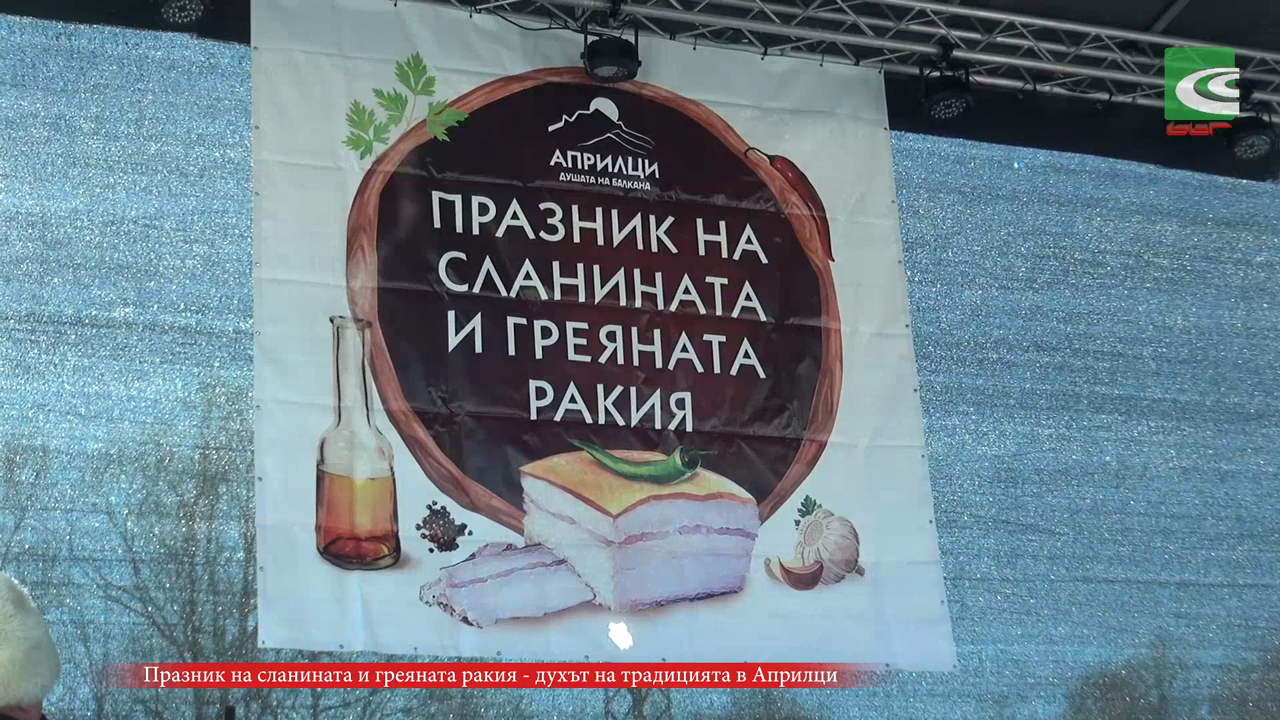 АПРИЛЦИ
ДУШАТА НА БАЛКАНА
ПРАЗНИК НА
СЛАНИНАТА
И ГРЕЯНАТА
РАКИЯ
Празник на сланината и греяната ракия - духът на традицията в Априлци